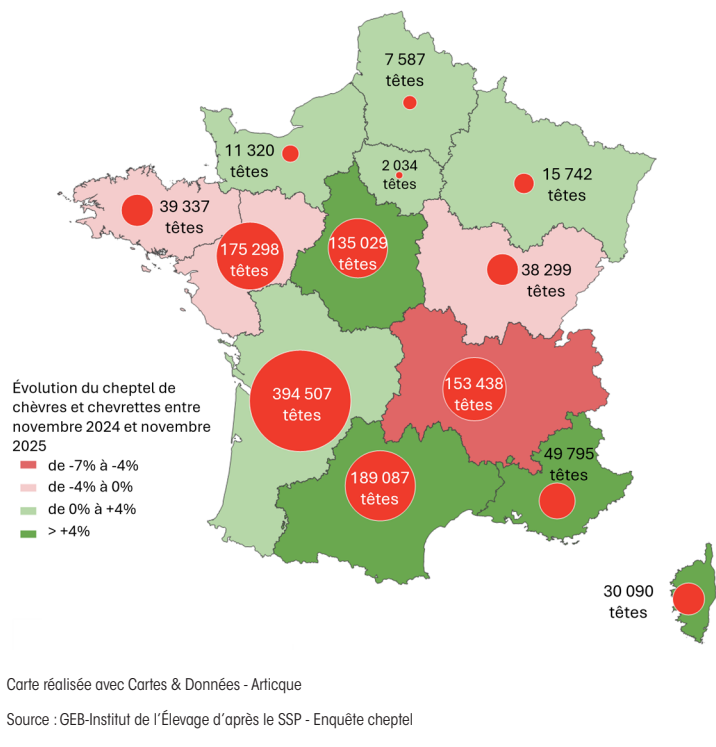 7 587
têtes
11 320
têtes
2 034
têtes
15 742
têtes
39 337
têtes
175 298
têtes
135 029
têtes
38 299
têtes
Évolution du cheptel de
chèvres et chevrettes entre
novembre 2024 et novembre
2025
de -7% à -4%
de -4% à 0%
de 0% à +4%
> +4%
394 507
têtes
153 438
têtes
49 795
têtes
189 087
têtes
30 090
têtes
Carte réalisée avec Cartes & Données - Articque
Source : GEB-Institut de l'Élevage d'après le SSP - Enquête cheptel